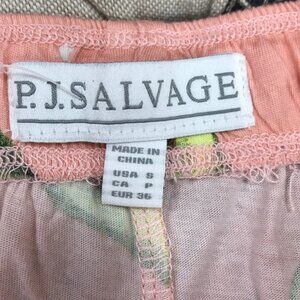 P.J.SALVAGE
MADE IN
CHINA
USA S
CA P
EUR 36